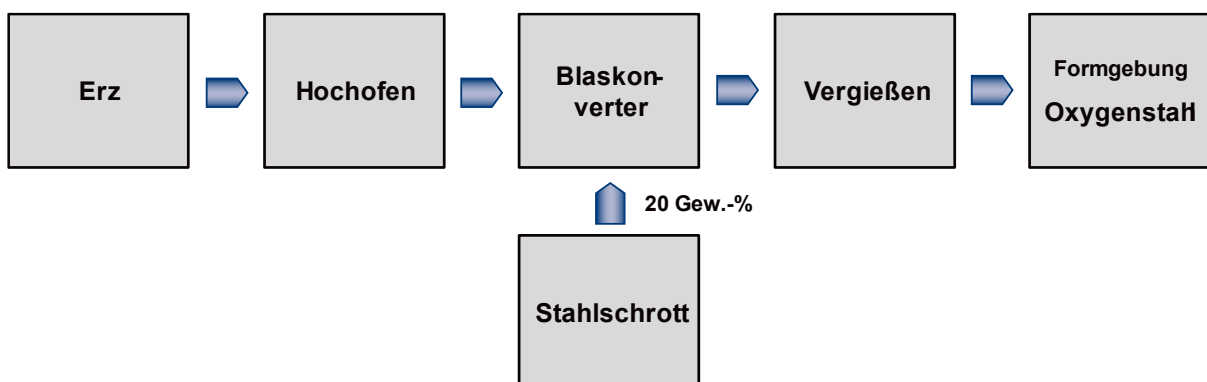 Erz
Hochofen
Blaskon-
verter
Vergießen
Formgebung
Oxygenstahl
20 Gew.-%
Stahlschrott